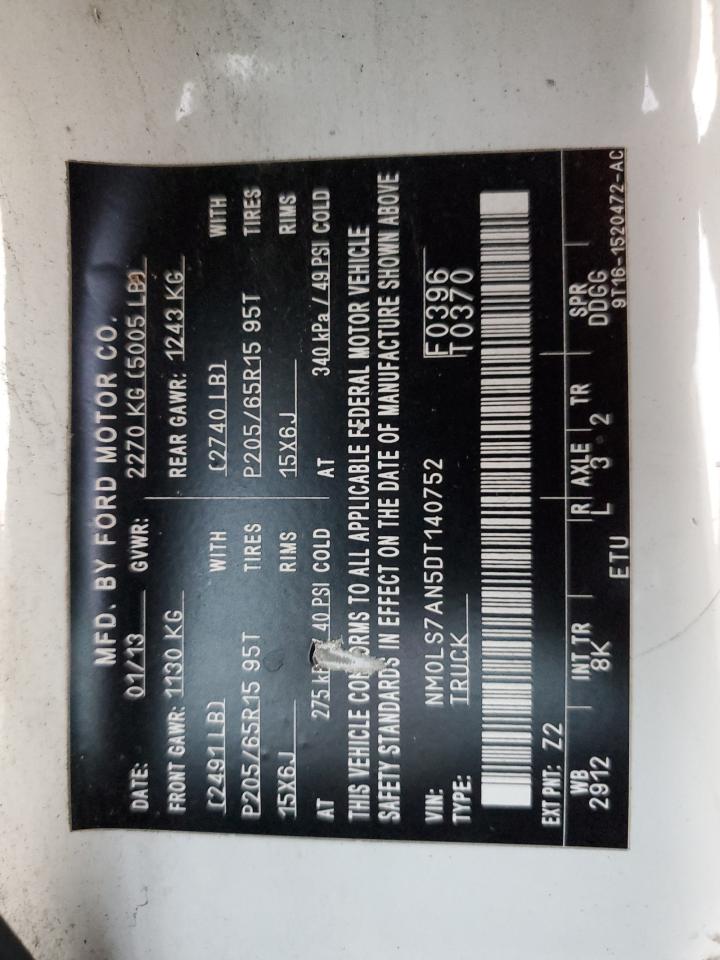 MFD. BY FORD MOTOR CO.
DATE: 01/13 GVWR: 2270 KG (5005 LB)
FRONT GAWR: 1130 KG REAR GAWR: 1243 KG
(2491LB) WITH (2740 LB) WITH
P205/65R15 95T TIRES P205/65R15 95T TIRES
15X6J RIMS 15X6J RIMS
AT 275 40 PSI COLD AT 340 kPa / 49 PSI COLD
THIS VEHICLE TO ALL APPLICABLE FEDERAL MOTOR VEHICLE
SAFETY STANDARDS IN EFFECT ON THE DATE OF MANUFACTURE SHOWN ABOVE
VIN: NM0LS7AN5DT140752 F0396
TYPE: TRUCK T0370
EXT PNT: Z2
WB INT TR R AXLE TR SPR
2912 8K L 3 2 DDGG
ETU 9T16-1520472-AC